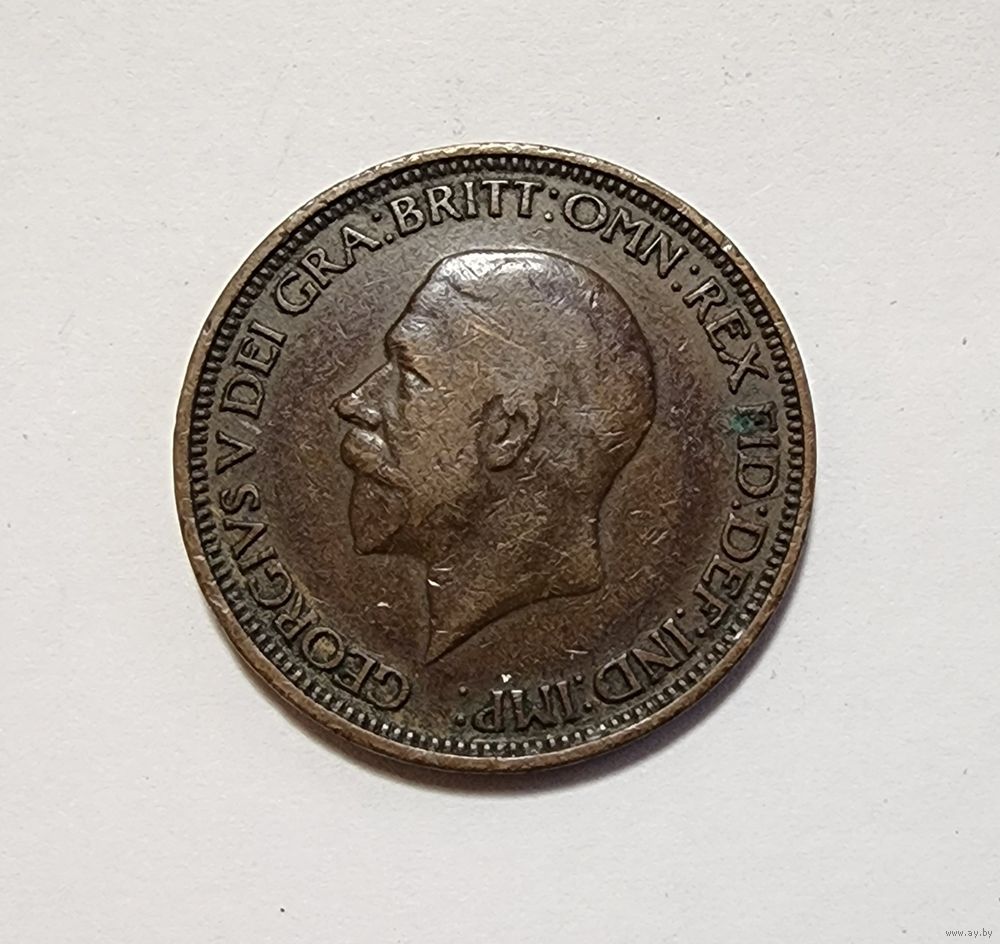 GEORGIVS V DEI GRA: BRITT: OMN: REX FID: DEF: IND: IMP:
www.ay.by